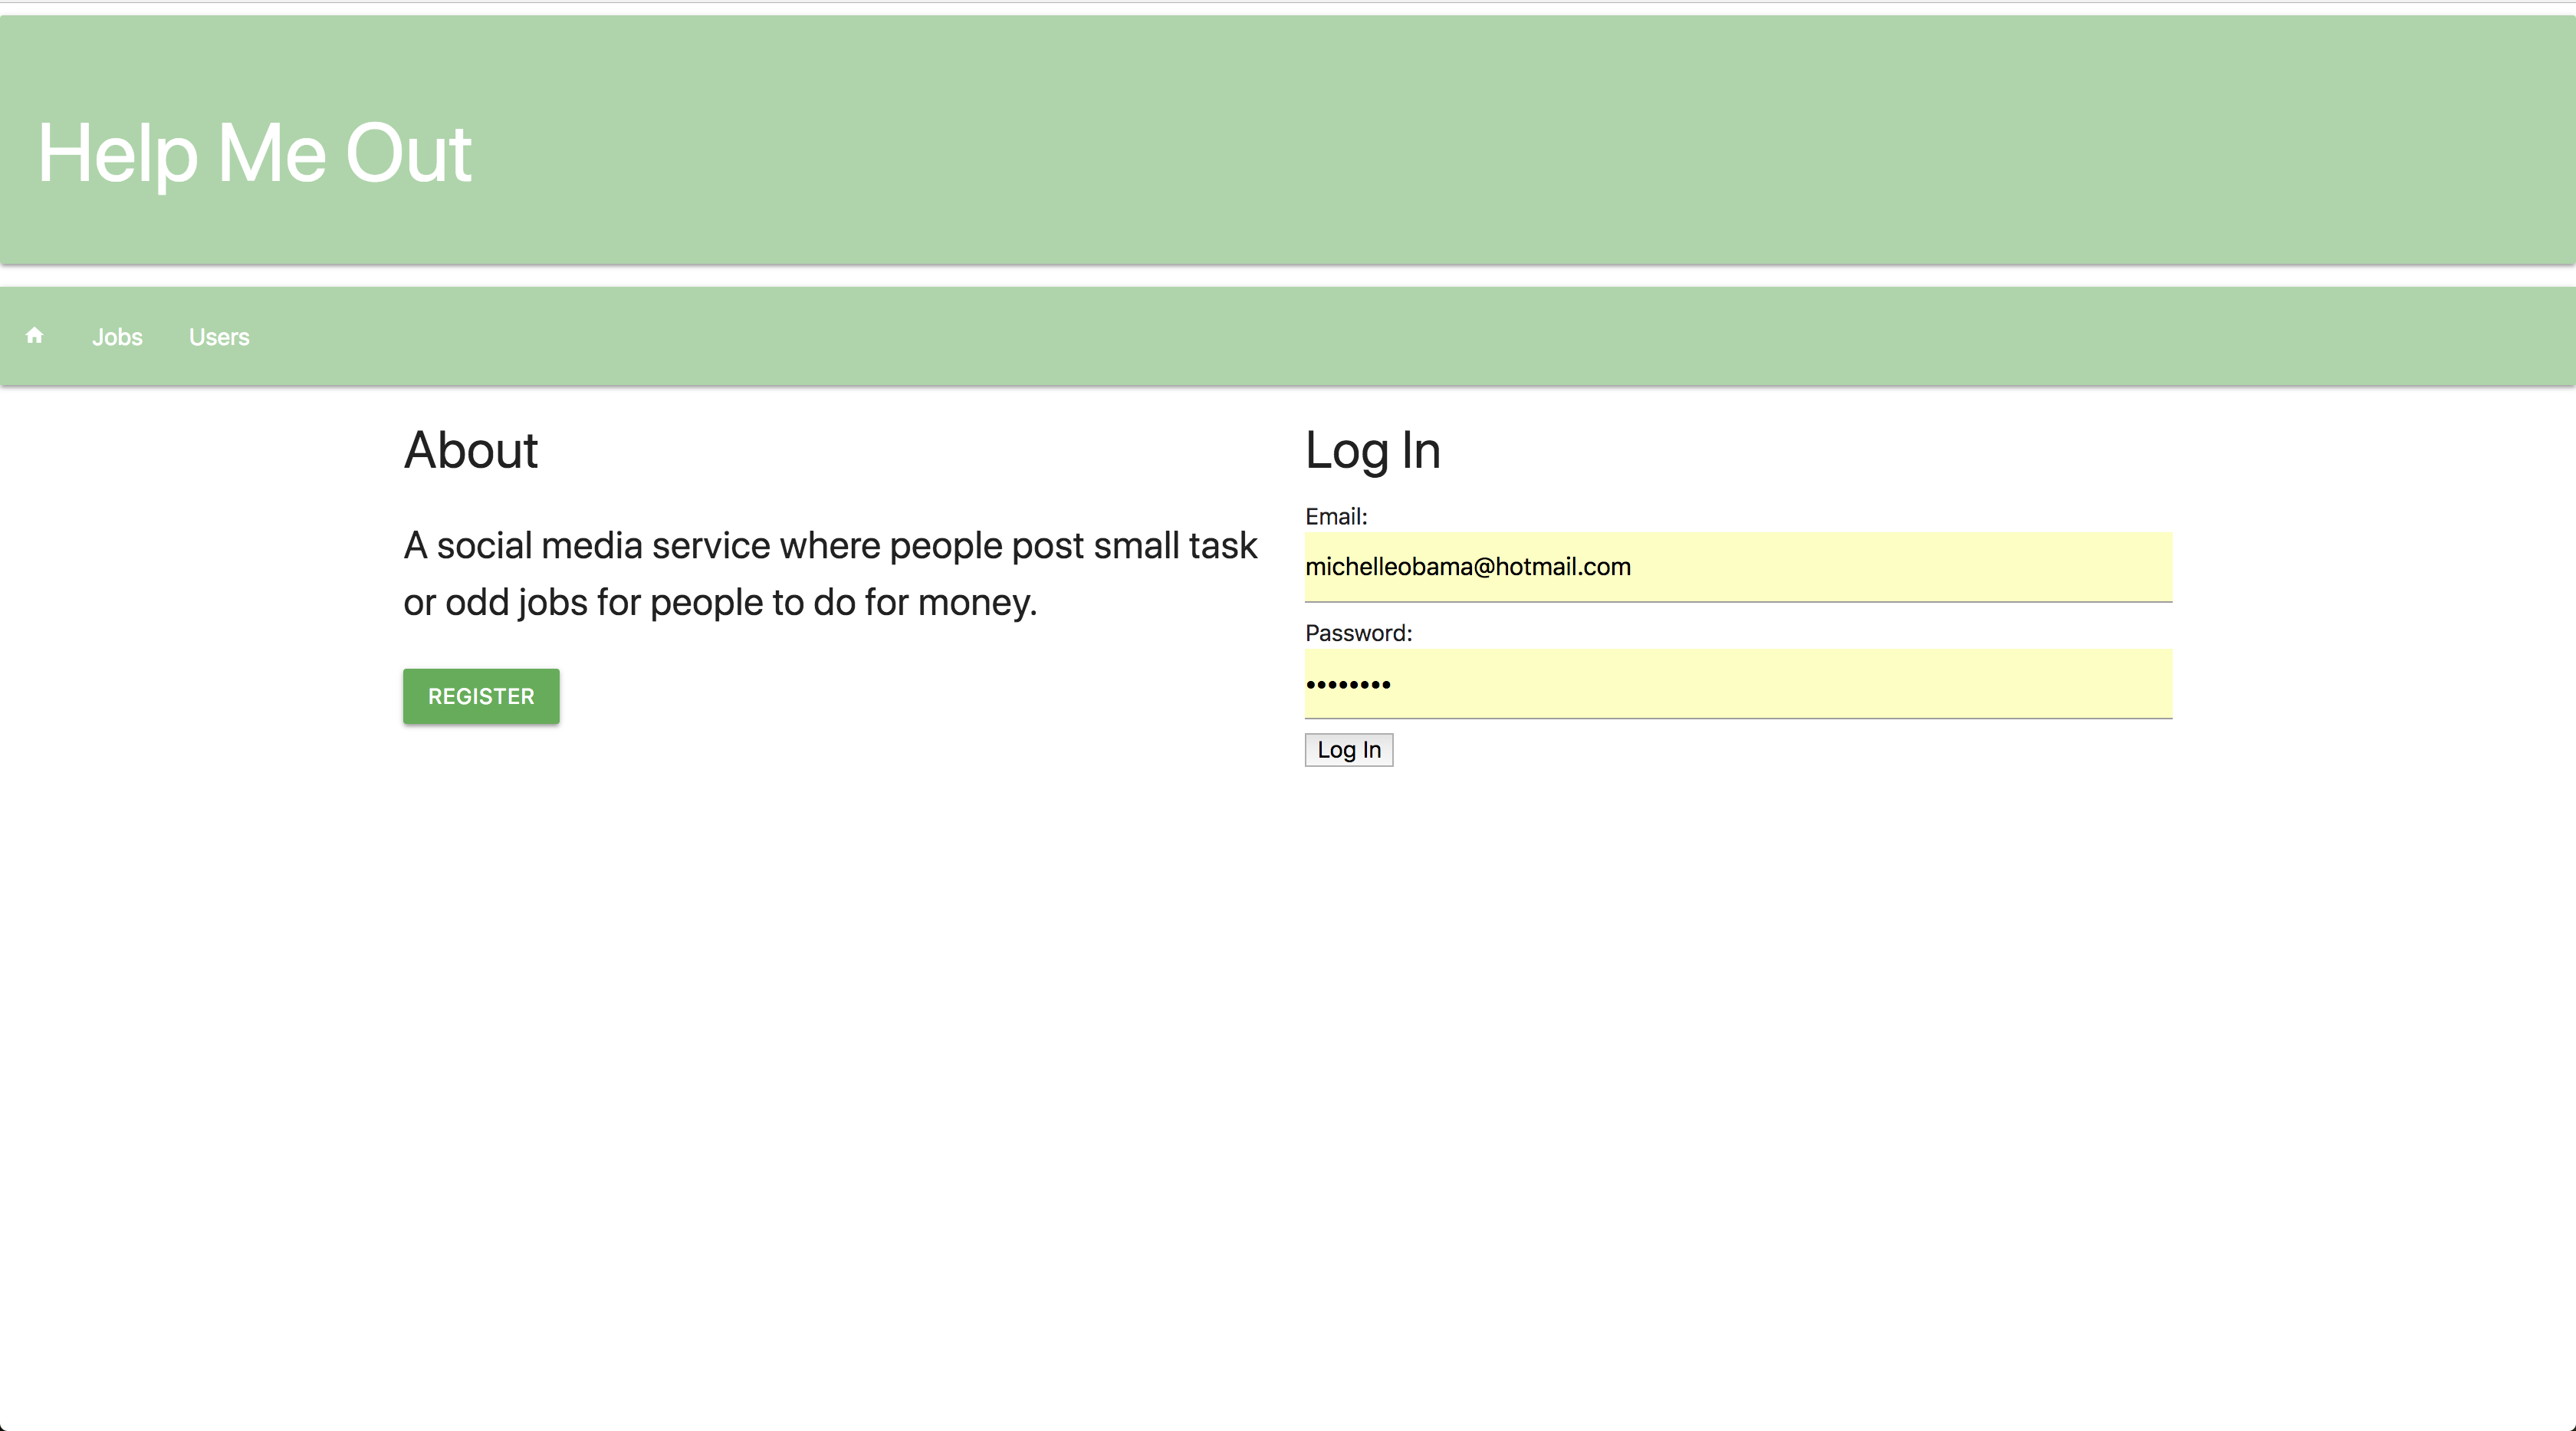 Help Me Out
Jobs Users
About
A social media service where people post small task
or odd jobs for people to do for money.
REGISTER
Log In
Email:
michelleobama@hotmail.com
Password:
••••••••
Log In